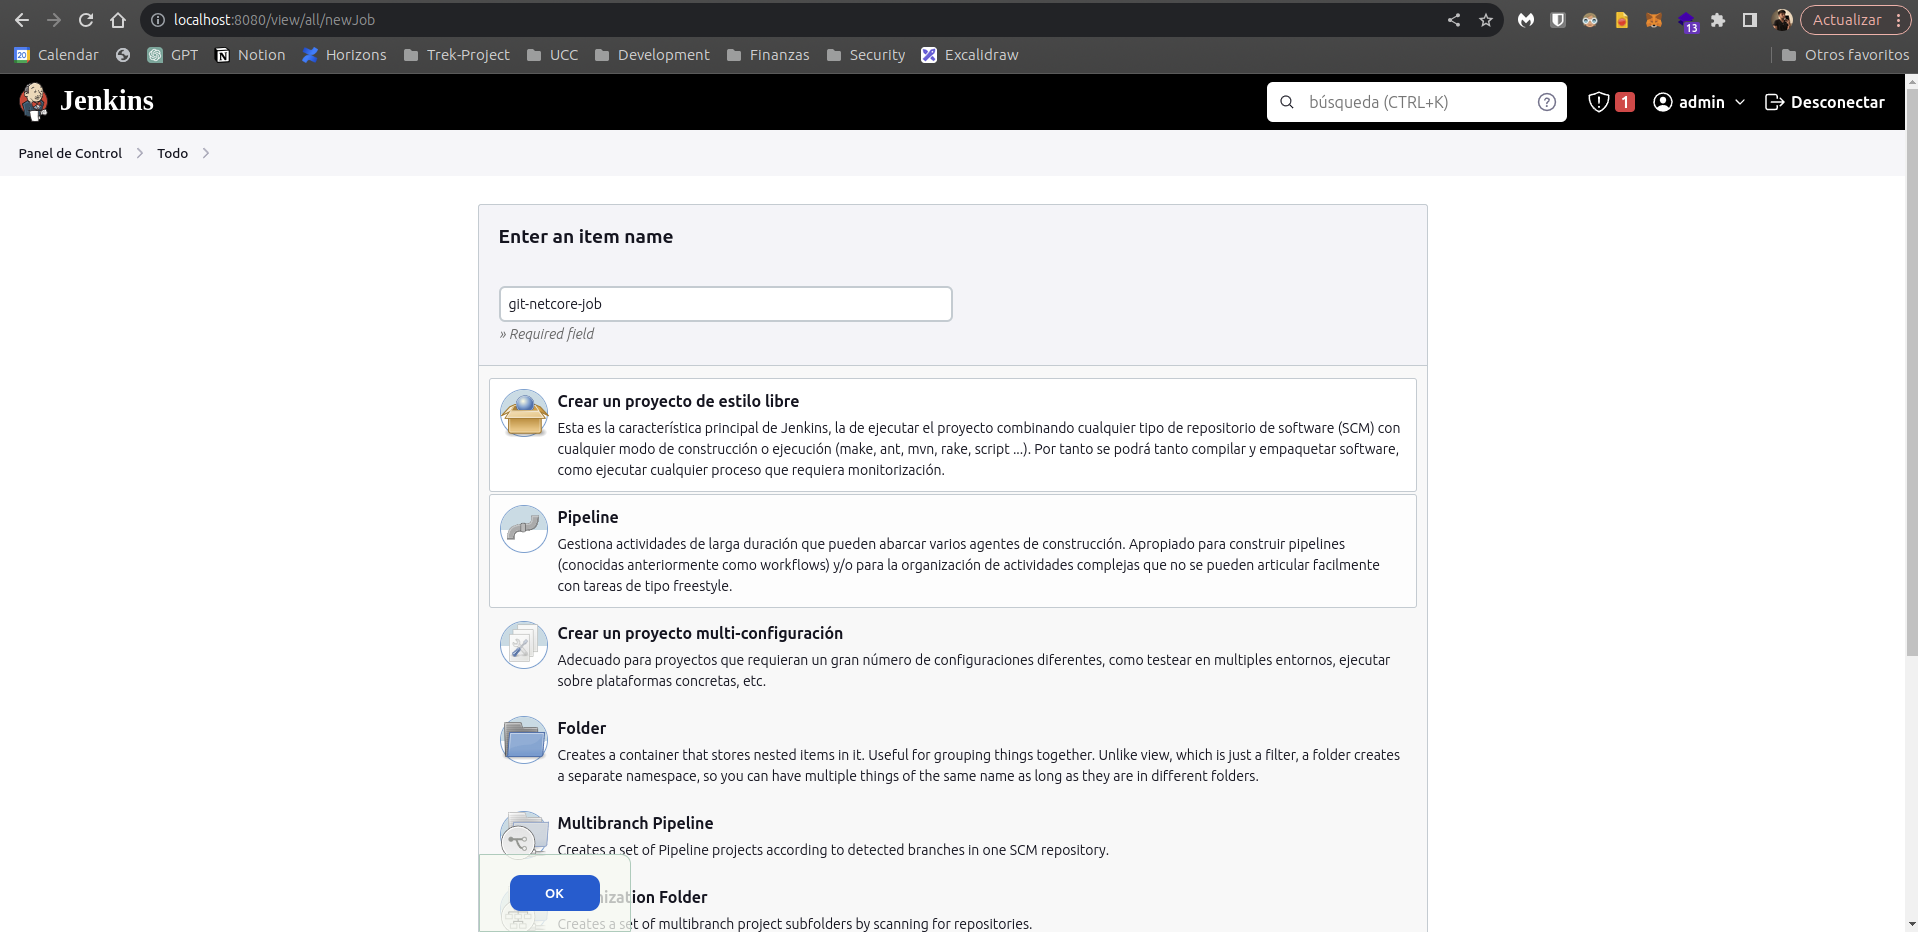 localhost:8080/view/all/newJob
13
Actualizar
Calendar
GPT
Notion
Horizons
Trek-Project
UCC
Development
Finanzas
Security
Excalidraw
Otros favoritos
Jenkins
búsqueda (CTRL+K)
1
admin
Desconectar
Panel de Control
Todo
Enter an item name
git-netcore-job
» Required field
Crear un proyecto de estilo libre
Esta es la característica principal de Jenkins, la de ejecutar el proyecto combinando cualquier tipo de repositorio de software (SCM) con
cualquier modo de construcción o ejecución (make, ant, mvn, rake, script ...). Por tanto se podrá tanto compilar y empaquetar software,
como ejecutar cualquier proceso que requiera monitorización.
Pipeline
Gestiona actividades de larga duración que pueden abarcar varios agentes de construcción. Apropiado para construir pipelines
(conocidas anteriormente como workflows) y/o para la organización de actividades complejas que no se pueden articular facilmente
con tareas de tipo freestyle.
Crear un proyecto multi-configuración
Adecuado para proyectos que requieran un gran número de configuraciones diferentes, como testear en multiples entornos, ejecutar
sobre plataformas concretas, etc.
Folder
Creates a container that stores nested items in it. Useful for grouping things together. Unlike view, which is just a filter, a folder creates
a separate namespace, so you can have multiple things of the same name as long as they are in different folders.
Multibranch Pipeline
Creates a set of Pipeline projects according to detected branches in one SCM repository.
OK
nization Folder
Creates a set of multibranch project subfolders by scanning for repositories.